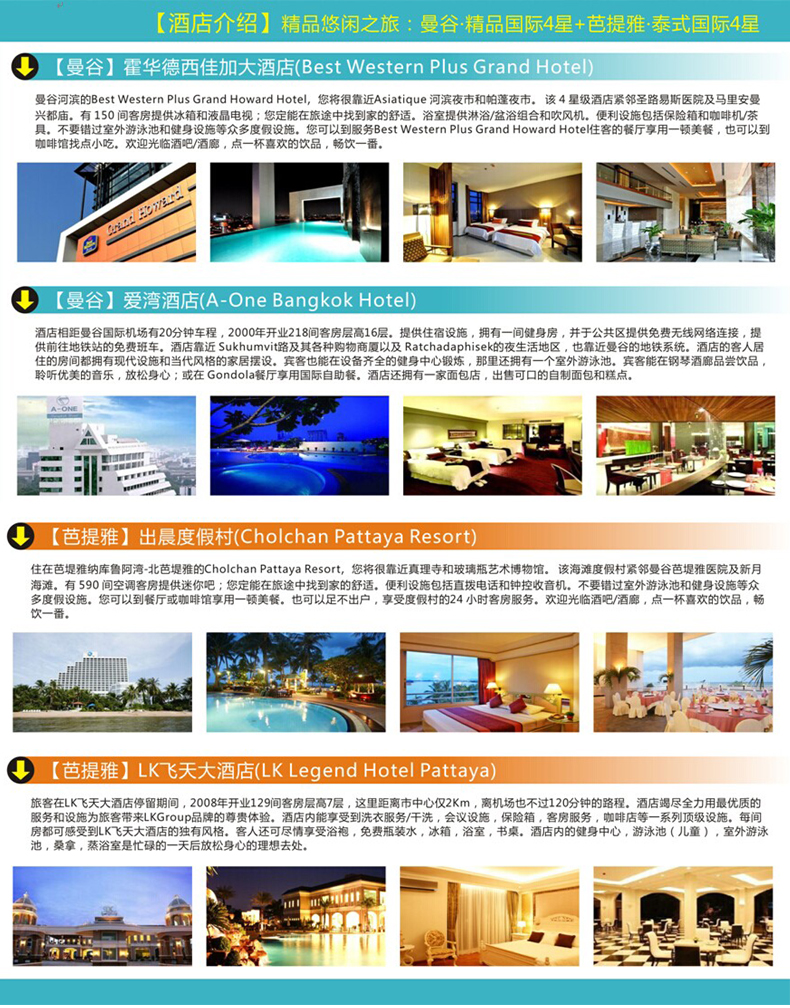 【酒店介绍】精品悠闲之旅：曼谷·精品国际4星+芭提雅·泰式国际4星
【曼谷】霍华德西佳加大酒店(Best Western Plus Grand Hotel)
曼谷河滨的Best Western Plus Grand Howard Hotel，您将很靠近Asiatique 河滨夜市和帕蓬夜市。 该 4 星级酒店紧邻圣路易斯医院及马里安曼
兴都庙。有 150 间客房提供冰箱和液晶电视；您定能在旅途中找到家的舒适。浴室提供淋浴/盆浴组合和吹风机。便利设施包括保险箱和咖啡机/茶
具。不要错过室外游泳池和健身设施等众多度假设施。您可以到服务Best Western Plus Grand Howard Hotel住客的餐厅享用一顿美餐，也可以到
咖啡馆找点小吃。欢迎光临酒吧/酒廊，点一杯喜欢的饮品，畅饮一番。
Grand Howard
【曼谷】爱湾酒店(A-One Bangkok Hotel)
酒店相距曼谷国际机场有20分钟车程，2000年开业218间客房层高16层。提供住宿设施，拥有一间健身房，并于公共区提供免费无线网络连接，提
供前往地铁站的免费班车。酒店靠近 Sukhumvit路及其各种购物商厦以及 Ratchadaphisek的夜生活地区，也靠近曼谷的地铁系统。酒店的客人居
住的房间都拥有现代设施和当代风格的家居摆设。宾客也能在设备齐全的健身中心锻炼，那里还拥有一个室外游泳池。宾客能在钢琴酒廊品尝饮品，
聆听优美的音乐，放松身心；或在 Gondola餐厅享用国际自助餐。酒店还拥有一家面包店，出售可口的自制面包和糕点。
A-ONE
【芭提雅】出晨度假村(Cholchan Pattaya Resort)
住在芭堤雅纳库鲁阿湾-北芭堤雅的Cholchan Pattaya Resort，您将很靠近真理寺和玻璃瓶艺术博物馆。 该海滩度假村紧邻曼谷芭堤雅医院及新月
海滩。有 590 间空调客房提供迷你吧；您定能在旅途中找到家的舒适。便利设施包括直拨电话和钟控收音机。不要错过室外游泳池和健身设施等众
多度假设施。您可以到餐厅或咖啡馆享用一顿美餐。也可以足不出户，享受度假村的24 小时客房服务。欢迎光临酒吧/酒廊，点一杯喜欢的饮品，畅
饮一番。
【芭提雅】LK飞天大酒店(LK Legend Hotel Pattaya)
旅客在LK飞天大酒店停留期间，2008年开业129间客房层高7层，这里距离市中心仅2Km，离机场也不过120分钟的路程。酒店竭尽全力用最优质的
服务和设施为旅客带来LKGroup品牌的尊贵体验。酒店内能享受到洗衣服务/干洗，会议设施，保险箱，客房服务，咖啡店等一系列顶级设施。每间
房都可感受到LK飞天大酒店的独有风格。客人还可尽情享受浴袍，免费瓶装水，冰箱，浴室，书桌。酒店内的健身中心，游泳池（儿童），室外游泳
池，桑拿，蒸浴室是忙碌的一天后放松身心的理想去处。